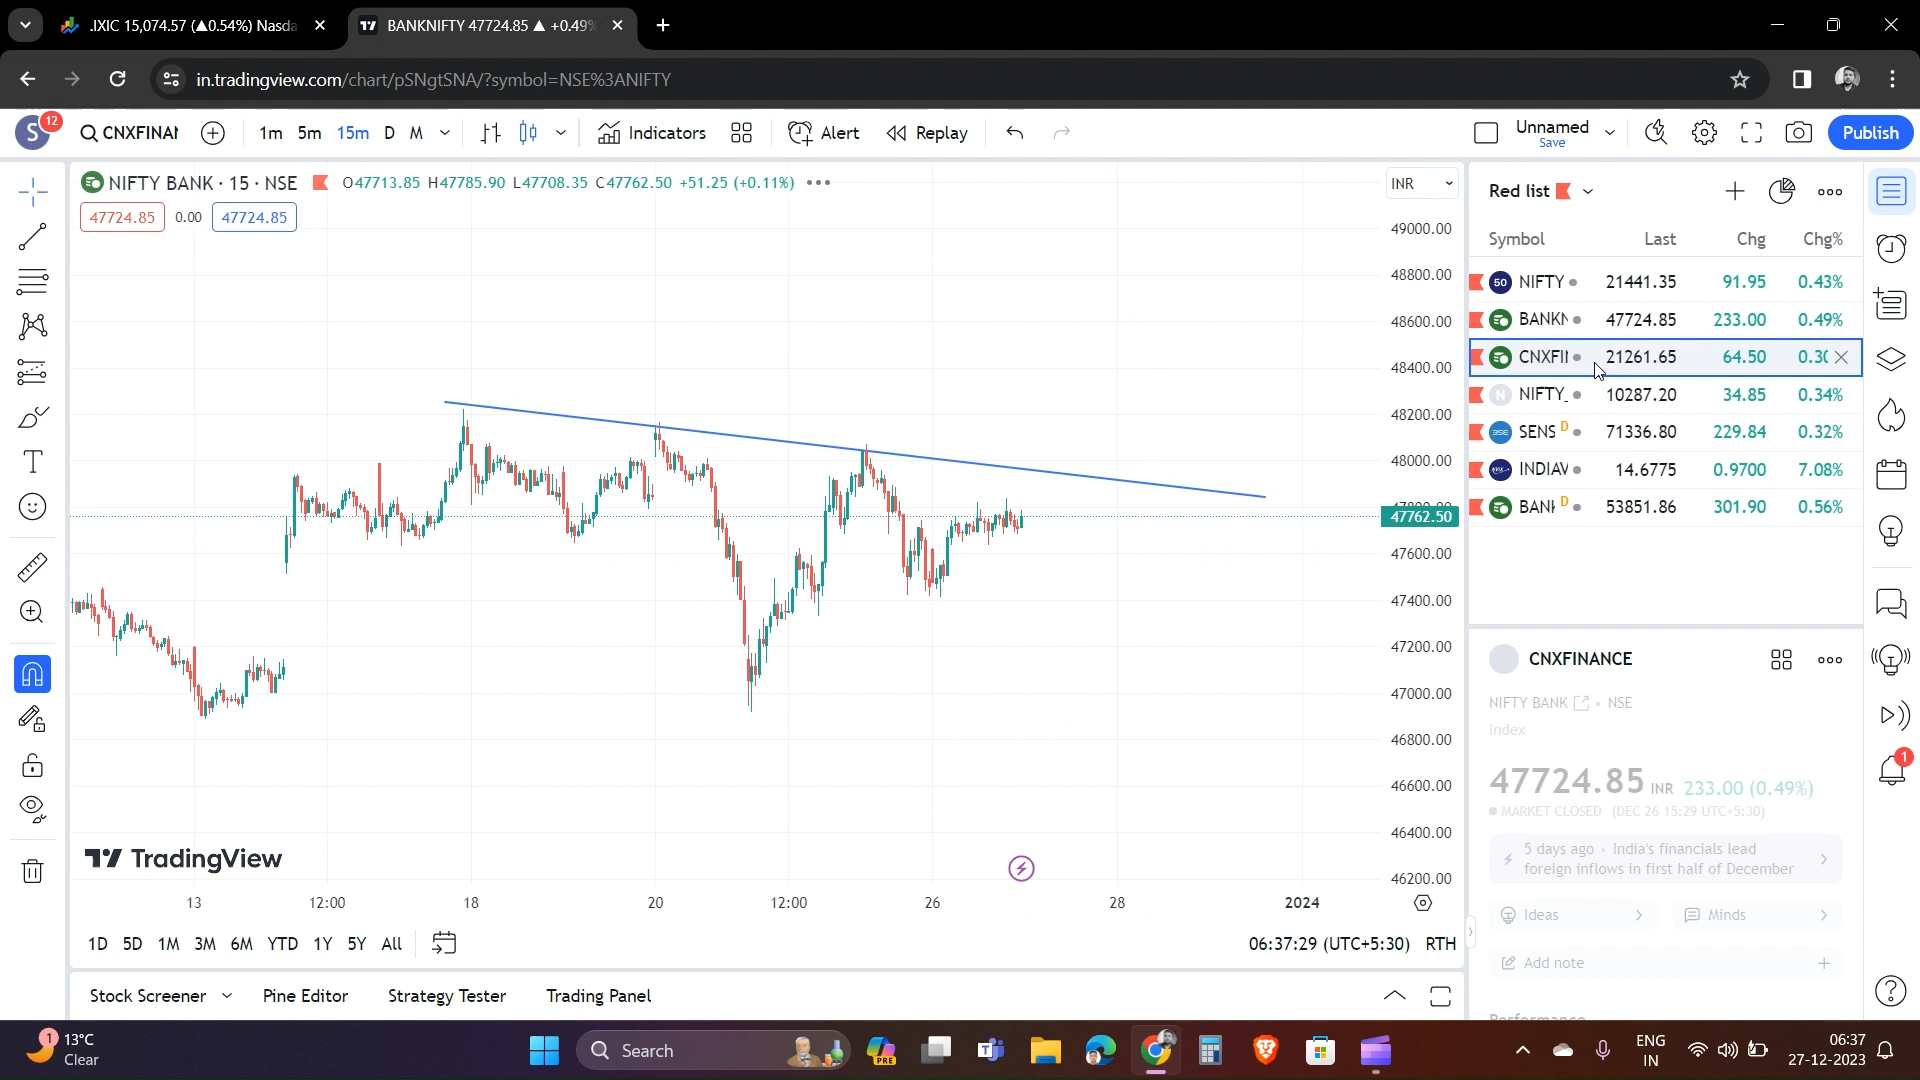 .IXIC 15,074.57 (▲0.54%) Nasda
BANKNIFTY 47724.85 ▲ +0.49%
in.tradingview.com/chart/pSNgtSNA/?symbol=NSE%3ANIFTY
S 12 CNXFINAN 1m 5m 15m D M Indicators Alert Replay Unnamed Save Publish
NIFTY BANK · 15 · NSE O47713.85 H47785.90 L47708.35 C47762.50 +51.25 (+0.11%)
47724.85 0.00 47724.85
INR
49000.00
48800.00
48600.00
48400.00
48200.00
48000.00
47762.50
47600.00
47400.00
47200.00
47000.00
46800.00
46600.00
46400.00
46200.00
TradingView
13 12:00 18 20 12:00 26 28 2024
1D 5D 1M 3M 6M YTD 1Y 5Y All
06:37:29 (UTC+5:30) RTH
Stock Screener Pine Editor Strategy Tester Trading Panel
Red list
Symbol Last Chg Chg%
50 NIFTY 21441.35 91.95 0.43%
BANKN 47724.85 233.00 0.49%
CNXFI 21261.65 64.50 0.30
N NIFTY_ 10287.20 34.85 0.34%
BSE SENS D 71336.80 229.84 0.32%
INDIAV 14.6775 0.9700 7.08%
BANK D 53851.86 301.90 0.56%
CNXFINANCE
NIFTY BANK • NSE
Index
47724.85 INR 233.00 (0.49%)
MARKET CLOSED (DEC 26 15:29 UTC+5:30)
5 days ago • India's financials lead
foreign inflows in first half of December
Ideas Minds
Add note
Performance
1
1 13°C
Clear
Search
PRE
ENG
IN
06:37
27-12-2023